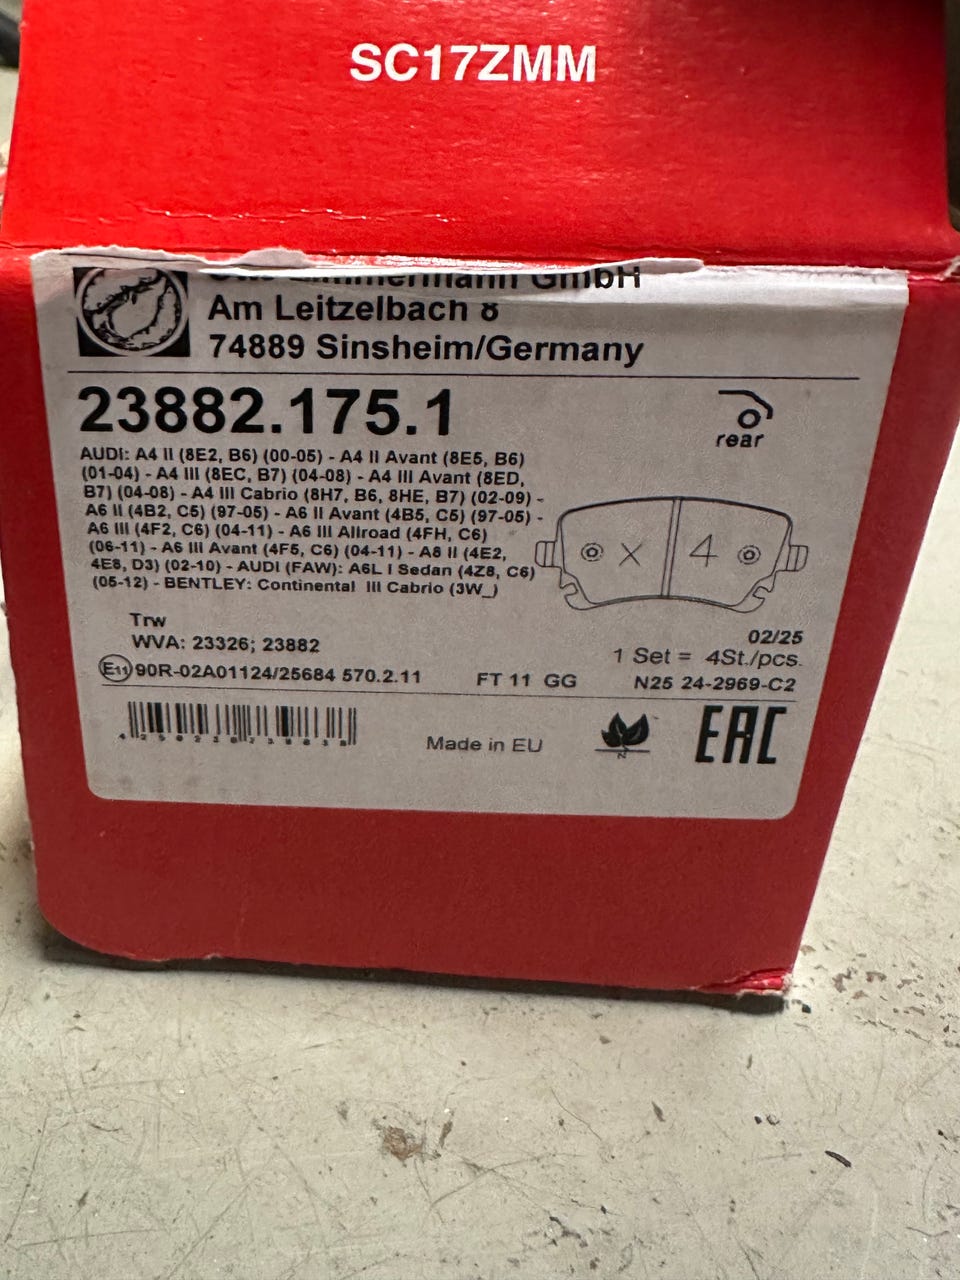 SC17ZMM
Zimmermann GmbH
Am Leitzelbach 8
74889 Sinsheim/Germany
23882.175.1
rear
AUDI: A4 II (8E2, B6) (00-05) - A4 II Avant (8E5, B6)
(01-04) - A4 III (8EC, B7) (04-08) - A4 III Avant (8ED,
B7) (04-08) - A4 III Cabrio (8H7, B6, 8HE, B7) (02-09) -
A6 II (4B2, C5) (97-05) - A6 II Avant (4B5, C5) (97-05) -
A6 III (4F2, C6) (04-11) - A6 III Allroad (4FH, C6)
(06-11) - A6 III Avant (4F5, C6) (04-11) - A8 II (4E2,
4E8, D3) (02-10) - AUDI (FAW): A6L I Sedan (4Z8, C6)
(05-12) - BENTLEY: Continental III Cabrio (3W_)
X 4
Trw
WVA: 23326; 23882
02/25
1 Set = 4St./pcs.
E11 90R-02A01124/25684 570.2.11 FT 11 GG N25 24-2969-C2
Made in EU
N
EAC